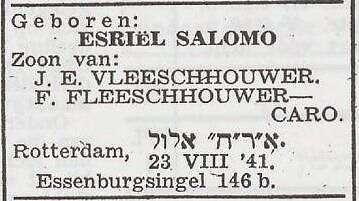 Geboren:
ESRIËL SALOMO
Zoon van:
J. E. VLEESCHHOUWER.
F. FLEESCHHOUWER—
CARO.
א׳ר״ח אלול.
Rotterdam, 23 VIII '41.
Essenburgsingel 146 b.